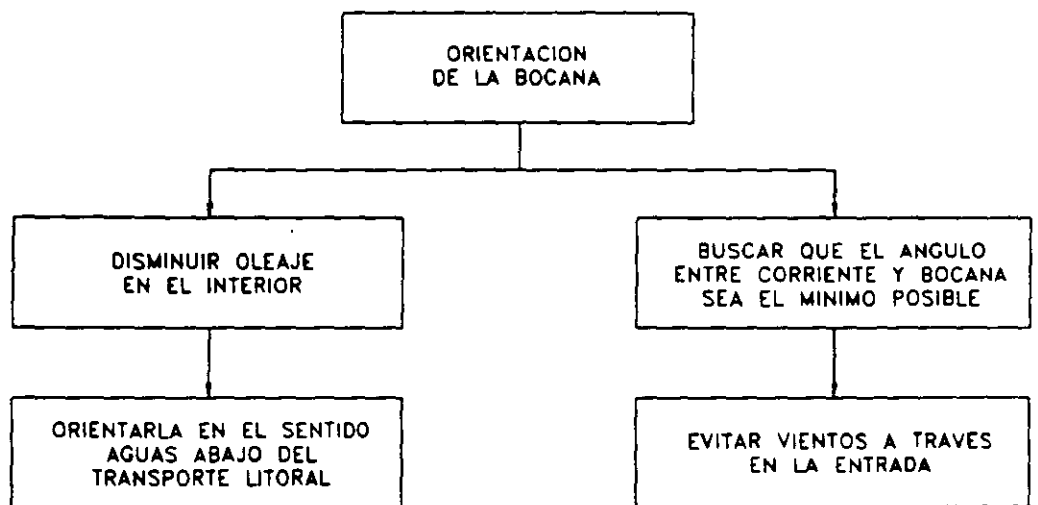 ORIENTACION
DE LA BOCANA
DISMINUIR OLEAJE
EN EL INTERIOR
BUSCAR QUE EL ANGULO
ENTRE CORRIENTE Y BOCANA
SEA EL MINIMO POSIBLE
ORIENTARLA EN EL SENTIDO
AGUAS ABAJO DEL
TRANSPORTE LITORAL
EVITAR VIENTOS A TRAVES
EN LA ENTRADA